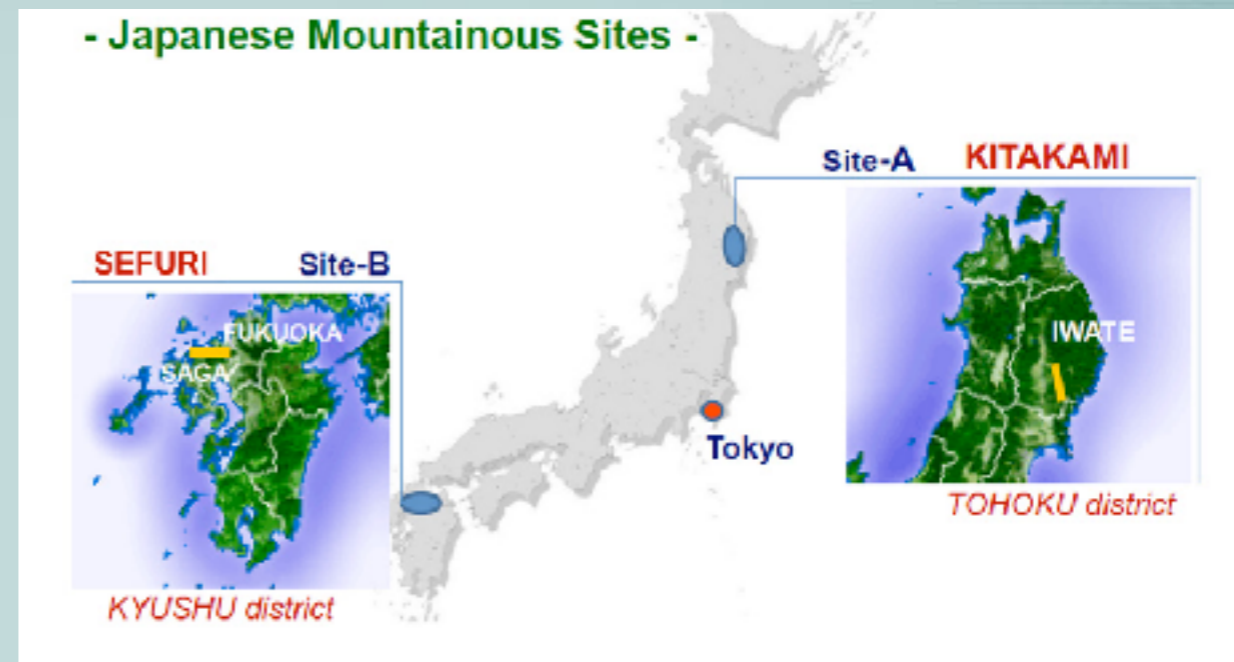 - Japanese Mountainous Sites -
Site-A KITAKAMI
SEFURI Site-B
FUKUOKA
SAGA
IWATE
Tokyo
TOHOKU district
KYUSHU district